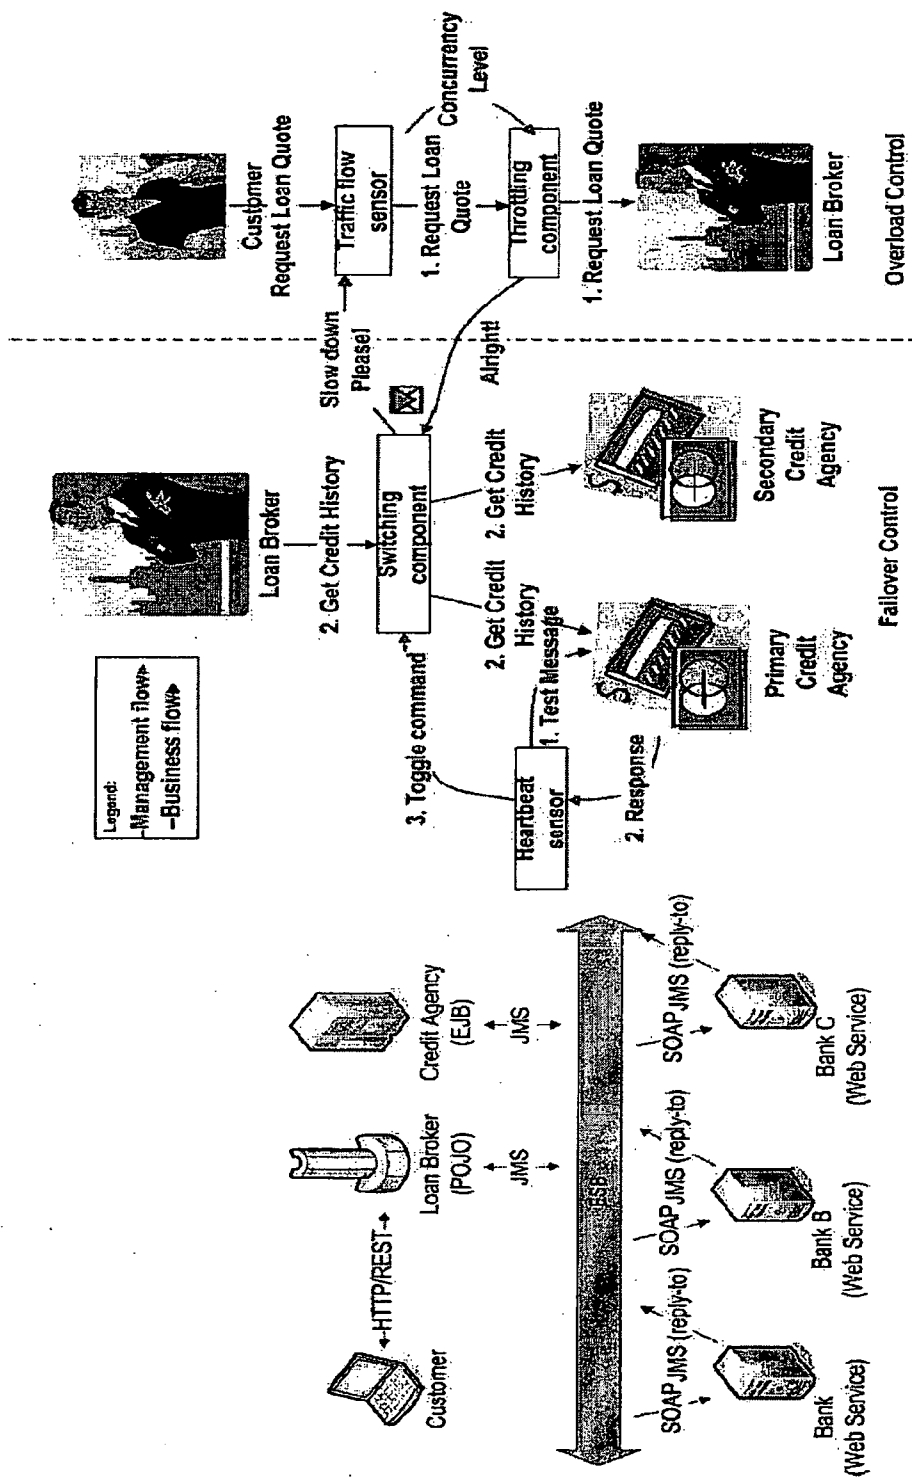 Customer
HTTP/REST
Loan Broker
(POJO)
Credit Agency
(EJB)
JMS
JMS
ESB
SOAP
JMS (reply-to)
SOAP
JMS (reply-to)
SOAP
JMS (reply-to)
Bank
(Web Service)
Bank B
(Web Service)
Bank C
(Web Service)
Legend:
Management flow
Business flow
Loan Broker
2. Get Credit History
Switching
component
3. Toggle command
Heartbeat
sensor
1. Test Message
2. Response
2. Get Credit
History
2. Get Credit
History
Primary
Credit
Agency
Secondary
Credit
Agency
Failover Control
Slow down
Please!
Alright!
Customer
Request Loan Quote
Traffic flow
sensor
1. Request Loan
Quote
Concurrency
Level
Throttling
component
1. Request Loan Quote
Loan Broker
Overload Control